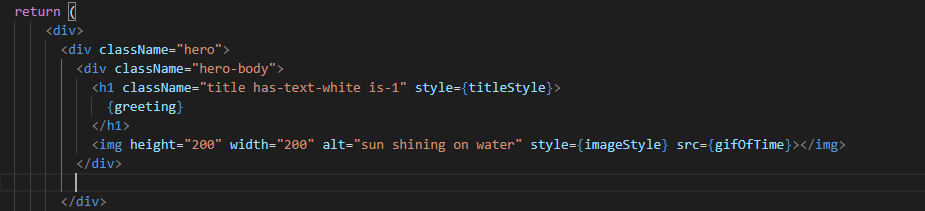 return (
<div>
<div className="hero">
<div className="hero-body">
<h1 className="title has-text-white is-1" style={titleStyle}>
{greeting}
</h1>
<img height="200" width="200" alt="sun shining on water" style={imageStyle} src={gifOfTime}></img>
</div>
</div>